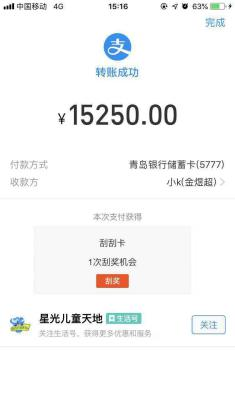 中国移动 4G 15:16 63%
完成
支
转账成功
¥15250.00
付款方式 青岛银行储蓄卡(5777)
收款方 小k(金煜超)
本次支付获得
刮刮卡
1次刮奖机会
刮奖
星光儿童天地 生活号
关注生活号，获得更多优惠和服务
关注